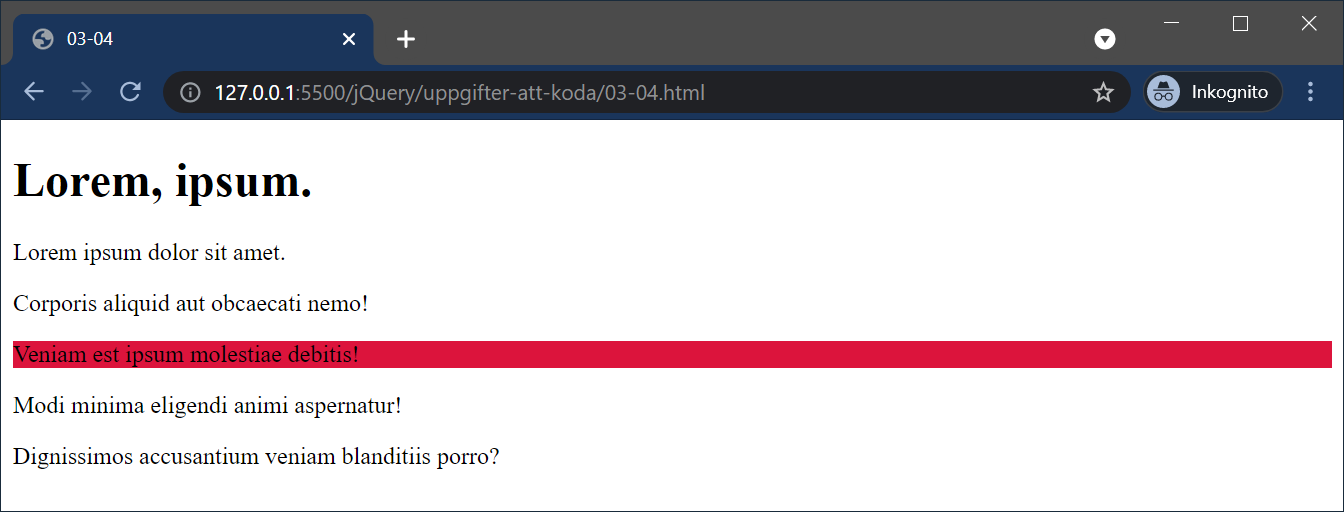 03-04
127.0.0.1:5500/jQuery/uppgifter-att-koda/03-04.html
Inkognito
Lorem, ipsum.
Lorem ipsum dolor sit amet.
Corporis aliquid aut obcaecati nemo!
Veniam est ipsum molestiae debitis!
Modi minima eligendi animi aspernatur!
Dignissimos accusantium veniam blanditiis porro?